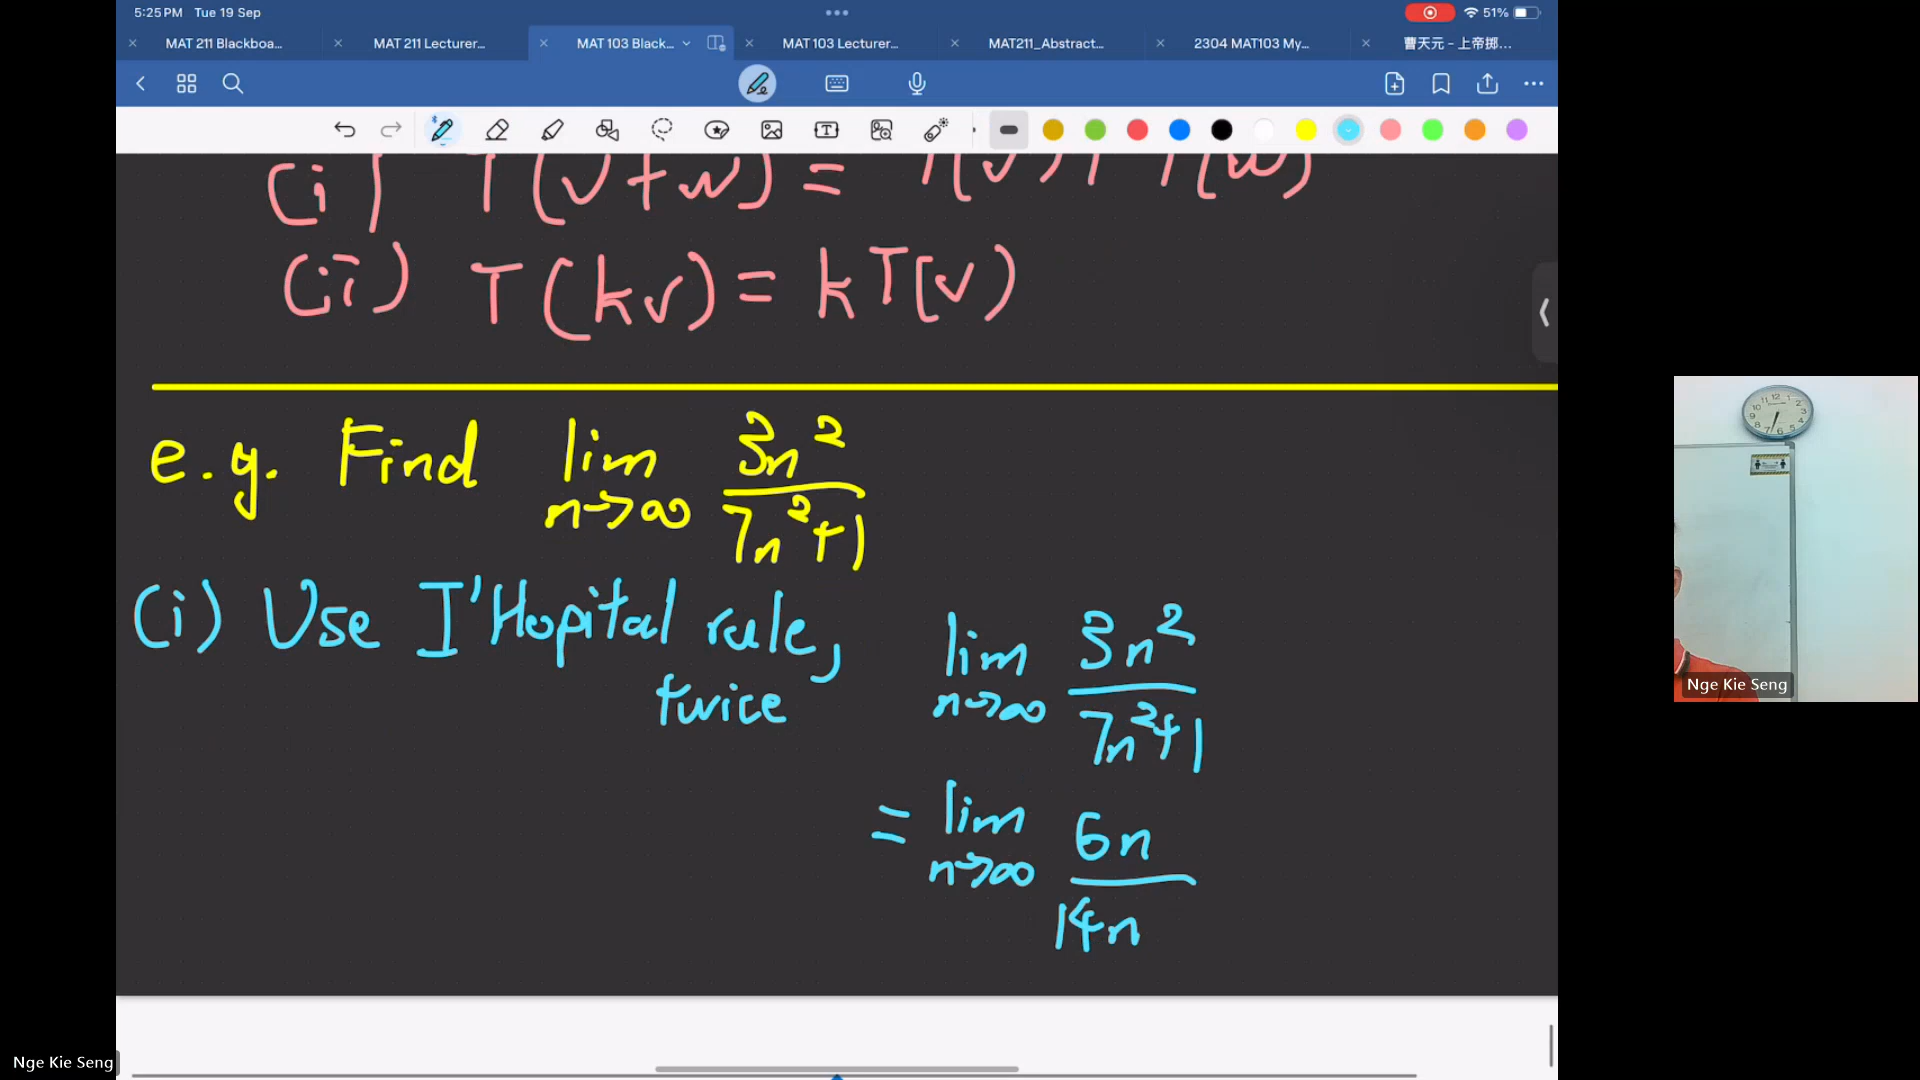 5:25 PM Tue 19 Sep
51%
MAT 211 Blackboa...
MAT 211 Lecturer...
MAT 103 Black...
MAT 103 Lecturer...
MAT211_Abstract...
2304 MAT103 My...
曹天元 - 上帝掷...
(i) T(v+w) = T(v)+T(w)
(ii) T(kv) = kT(v)
e.g. Find lim n→∞ 3n²/7n²+1
(i) Use I'Hopital rule,
twice
lim n→∞ 3n²/7n²+1
= lim n→∞ 6n/14n
Nge Kie Seng
Nge Kie Seng